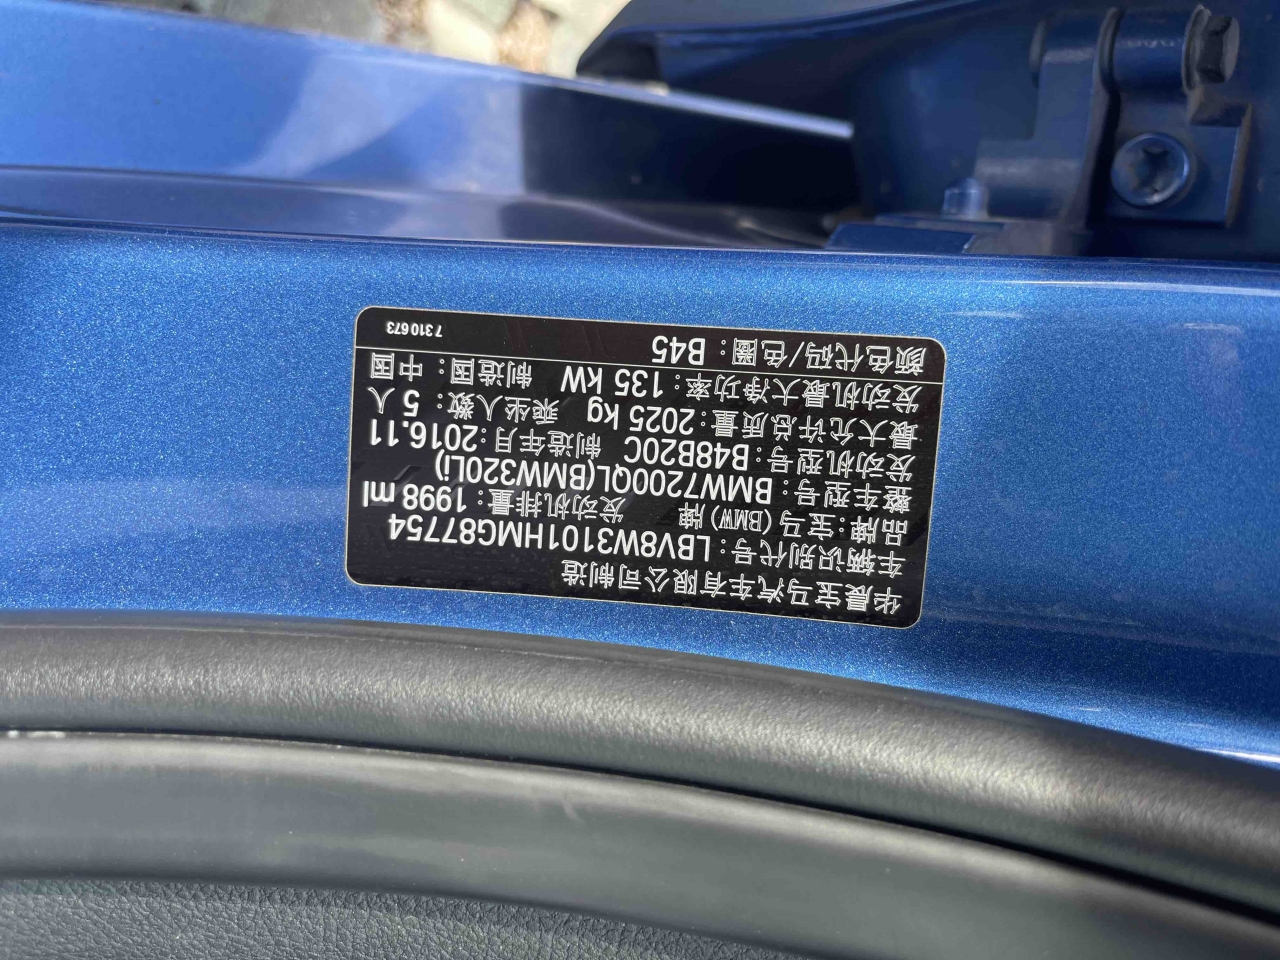 华晨宝马汽车有限公司制造
车辆识别代号：LBV8W3101HMG87754
品牌：宝马(BMW)牌 发动机排量：1998 ml
整车型号：BMW7200QL(BMW320Li)
发动机型号：B48B20C 制造年月：2016.11
最大允许总质量：2025 kg 乘坐人数：5 人
发动机最大净功率：135 kW 制造国：中国
颜色代码/色圈：B45
7 310 673